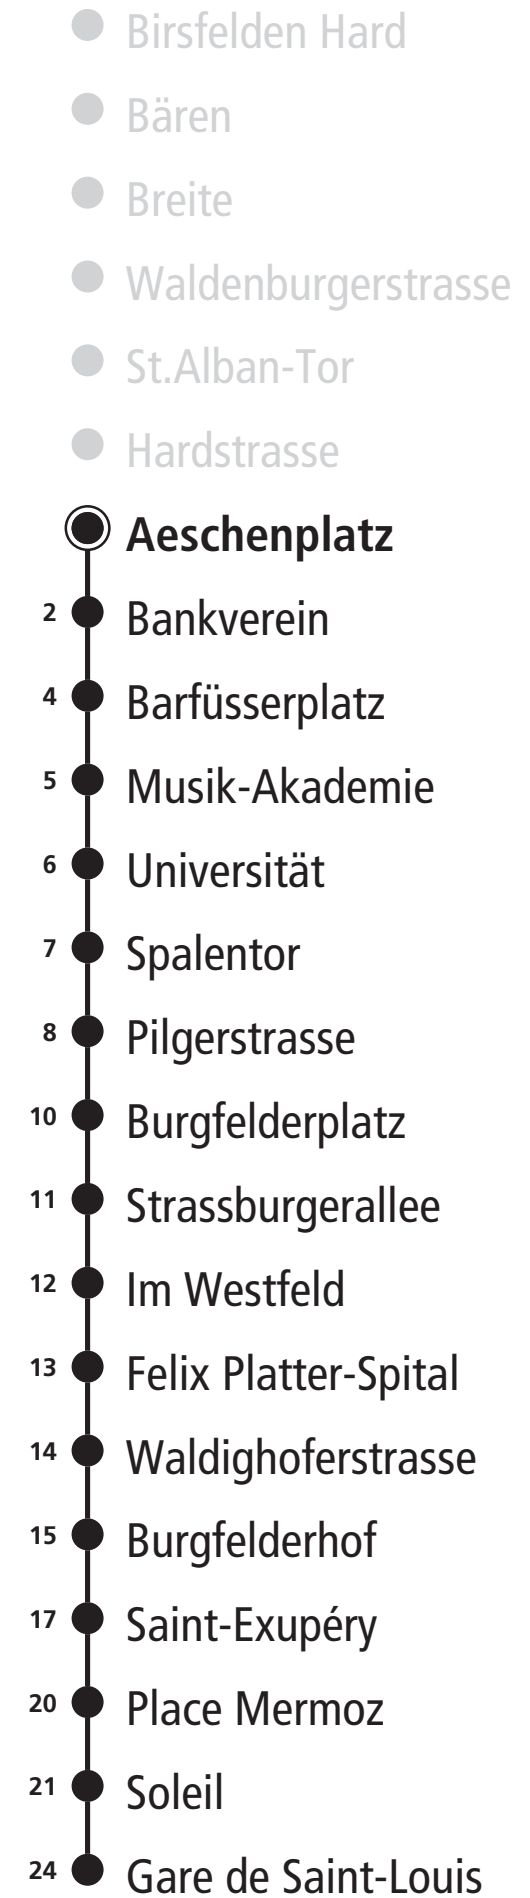 Birsfelden Hard
Bären
Breite
Waldenburgerstrasse
St.Alban-Tor
Hardstrasse
Aeschenplatz
2 Bankverein
4 Barfüsserplatz
5 Musik-Akademie
6 Universität
7 Spalentor
8 Pilgerstrasse
10 Burgfelderplatz
11 Strassburgerallee
12 Im Westfeld
13 Felix Platter-Spital
14 Waldighoferstrasse
15 Burgfelderhof
17 Saint-Exupéry
20 Place Mermoz
21 Soleil
24 Gare de Saint-Louis